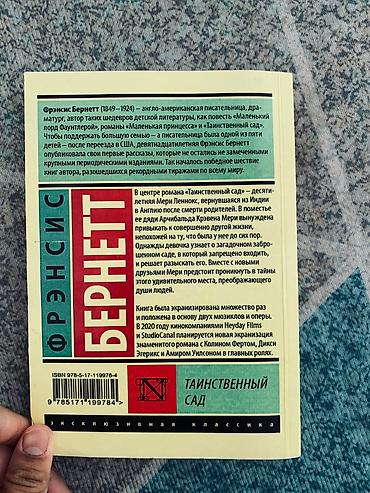 Фрэнсис Бернетт (1849–1924) – англо-американская писательница, дра-
матург, автор таких шедевров детской литературы, как повесть «Маленький
лорд Фаунтлерой», романы «Маленькая принцесса» и «Таинственный сад».
Чтобы поддержать большую семью – а писательница была одной из пяти
детей – после переезда в США, девятнадцатилетняя Фрэнсис Бернетт
опубликовала свои первые рассказы, которые не остались не замеченными
крупными периодическими изданиями. Так началось победное шествие
книг автора, разошедшихся рекордными тиражами по всему миру.
ФРЭНСИС
БЕРНЕТТ
В центре романа «Таинственный сад» – десяти-
летняя Мери Леннокс, вернувшаяся из Индии
в Англию после смерти родителей. В поместье
ее дяди Арчибальда Крэвена Мери вынуждена
привыкать к совершенно другой жизни,
непохожей на ту, что была у нее до сих пор.
Однажды девочка узнает о загадочном забро-
шенном саде, в который запрещено входить,
и решает разыскать его. Вместе с новыми
друзьями Мери предстоит проникнуть в тайны
этого удивительного места, преображающего
души людей.
Книга была экранизирована множество раз
и положена в основу двух мюзиклов и оперы.
В 2020 году кинокомпаниями Heyday Films
и StudioCanal планируется новая экранизация
знаменитого романа с Колином Фертом, Дикси
Эгерикс и Амиром Уилсоном в главных ролях.
ISBN 978-5-17-119978-4
9 785171 199784 >
ТАИНСТВЕННЫЙ
САД
эксклюзивная классика